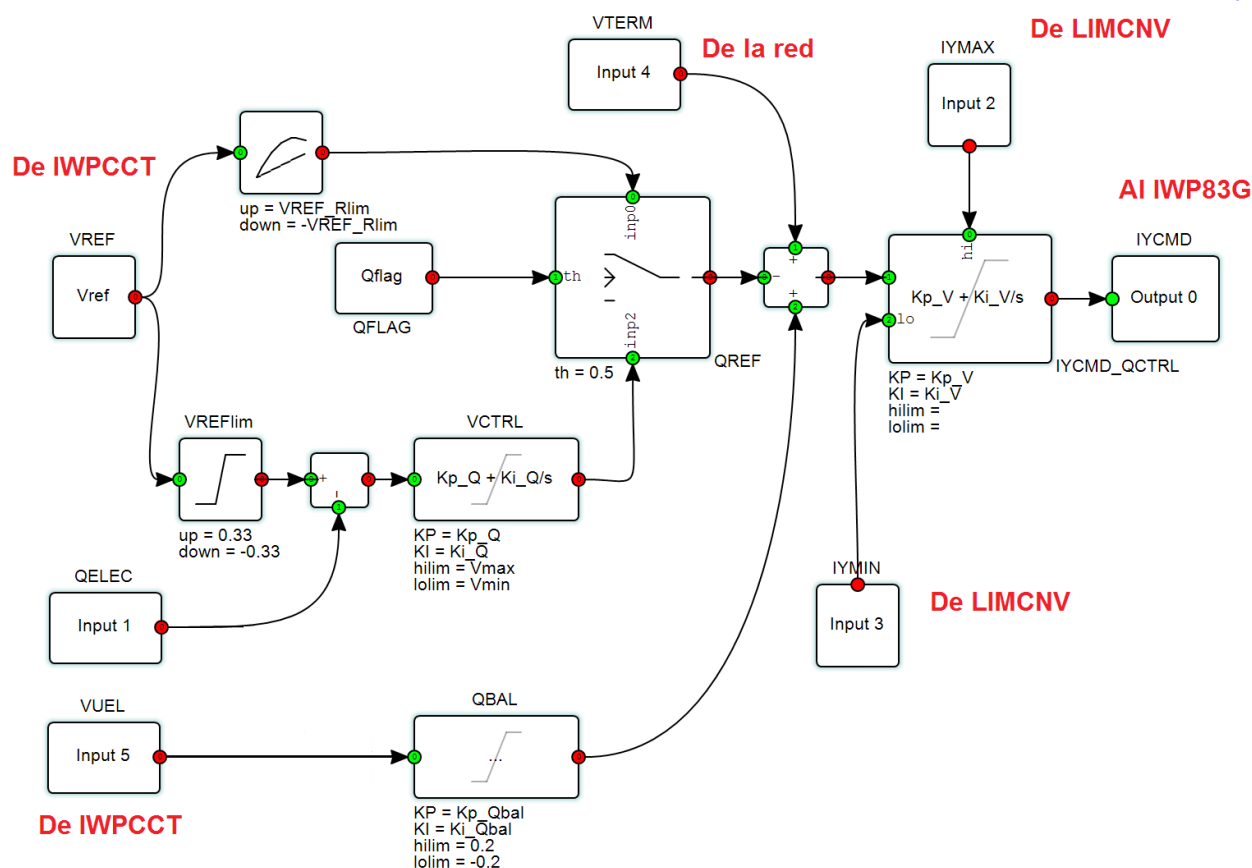 De LIMCNV
VTERM
De la red
IYMAX
Input 4
Input 2
De IWPCCT
up = VREF_Rlim
down = -VREF_Rlim
inp0
Al IWP83G
VREF
Vref
Qflag
QFLAG
th
inp2
th = 0.5
QREF
-
+
+
hi
lo
Kp_V + Ki_V/s
IYCMD
Output 0
IYCMD_QCTRL
KP = Kp_V
KI = Ki_V
hilim =
lolim =
VREFlim
up = 0.33
down = -0.33
+
-
VCTRL
Kp_Q + Ki_Q/s
KP = Kp_Q
KI = Ki_Q
hilim = Vmax
lolim = Vmin
QELEC
Input 1
IYMIN
Input 3
De LIMCNV
VUEL
Input 5
De IWPCCT
QBAL
...
KP = Kp_Qbal
KI = Ki_Qbal
hilim = 0.2
lolim = -0.2